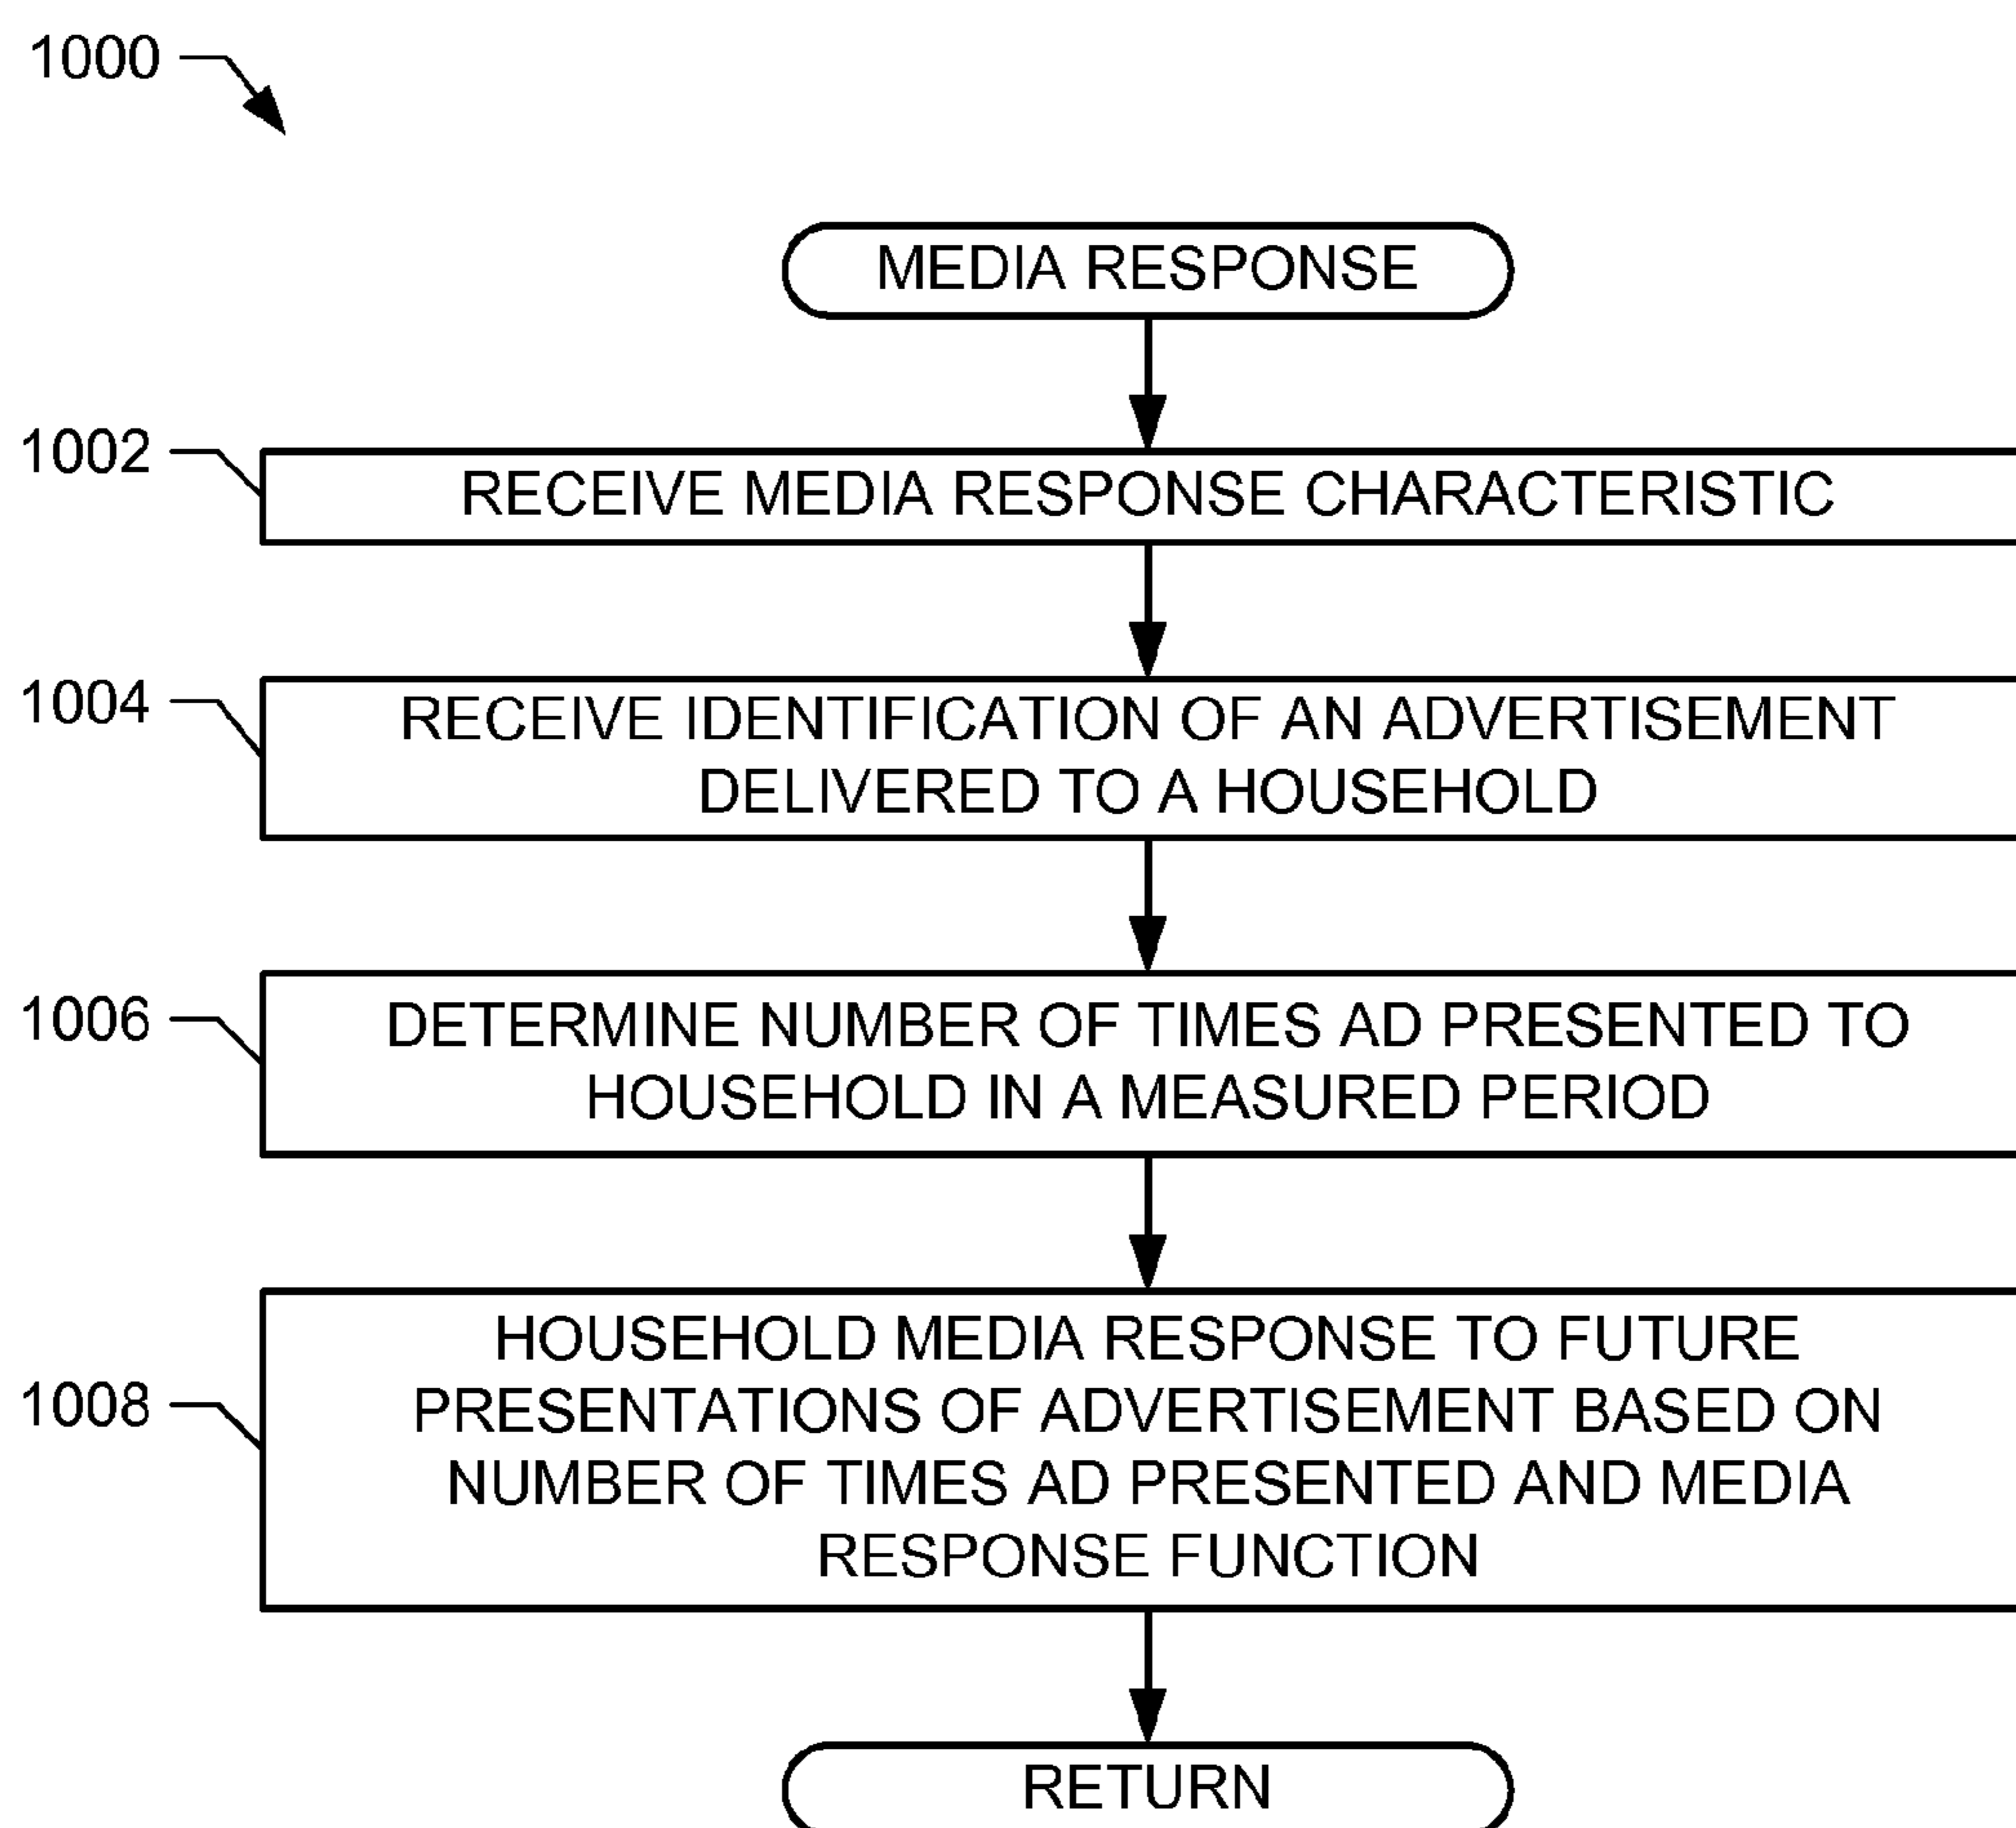 1000
MEDIA RESPONSE
1002
RECEIVE MEDIA RESPONSE CHARACTERISTIC
1004
RECEIVE IDENTIFICATION OF AN ADVERTISEMENT
DELIVERED TO A HOUSEHOLD
1006
DETERMINE NUMBER OF TIMES AD PRESENTED TO
HOUSEHOLD IN A MEASURED PERIOD
1008
HOUSEHOLD MEDIA RESPONSE TO FUTURE
PRESENTATIONS OF ADVERTISEMENT BASED ON
NUMBER OF TIMES AD PRESENTED AND MEDIA
RESPONSE FUNCTION
RETURN